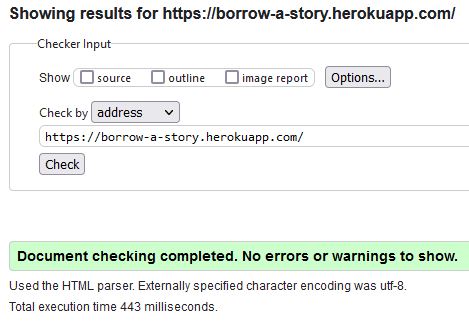 Showing results for https://borrow-a-story.herokuapp.com/
Checker Input
Show source outline image report Options...
Check by address
https://borrow-a-story.herokuapp.com/
Check
Document checking completed. No errors or warnings to show.
Used the HTML parser. Externally specified character encoding was utf-8.
Total execution time 443 milliseconds.